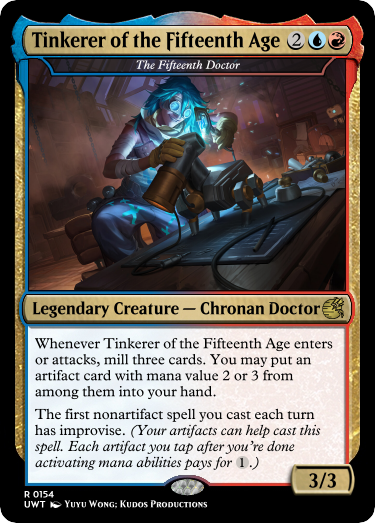 Tinkerer of the Fifteenth Age 2
The Fifteenth Doctor
Legendary Creature — Chronan Doctor
Whenever Tinkerer of the Fifteenth Age enters
or attacks, mill three cards. You may put an
artifact card with mana value 2 or 3 from
among them into your hand.
The first nonartifact spell you cast each turn
has improvise. (Your artifacts can help cast this
spell. Each artifact you tap after you're done
activating mana abilities pays for 1.)
3/3
R 0154
UWT Yuyu Wong; Kudos Productions